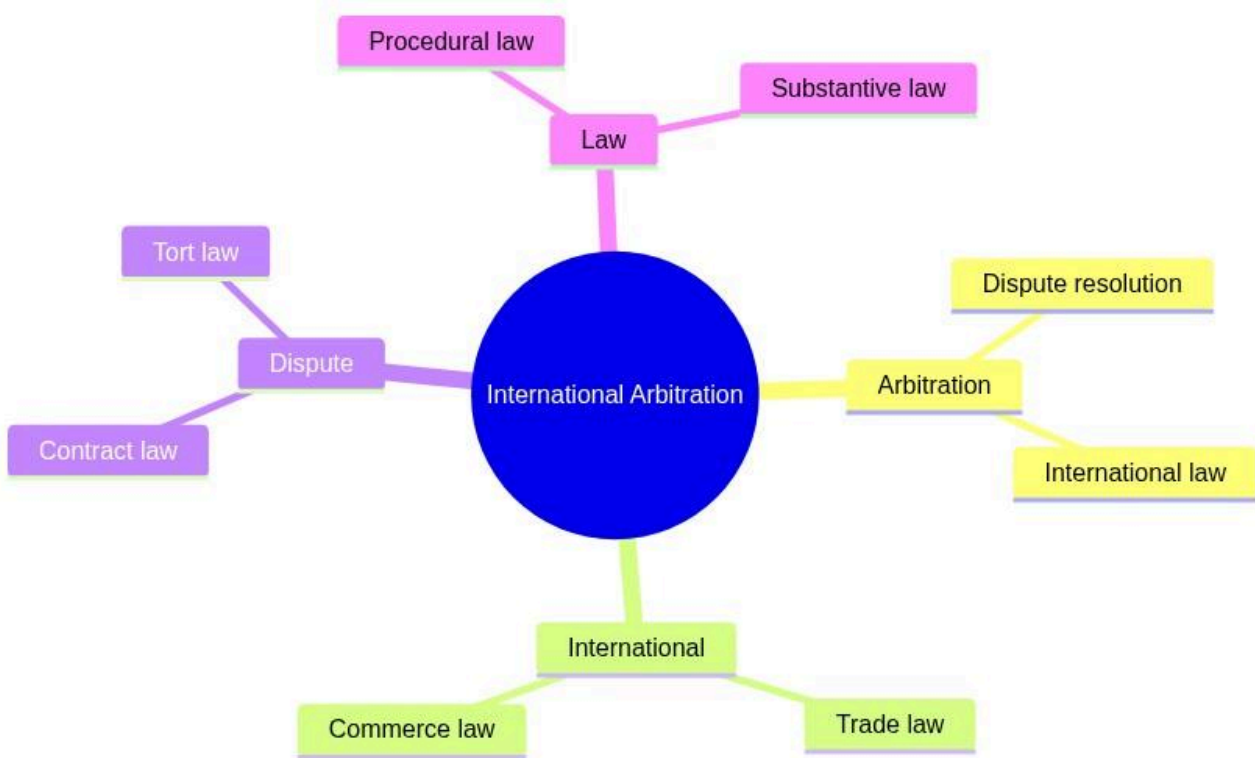 Procedural law
Substantive law
Law
Tort law
Dispute resolution
Dispute
Arbitration
International Arbitration
Contract law
International law
International
Commerce law
Trade law